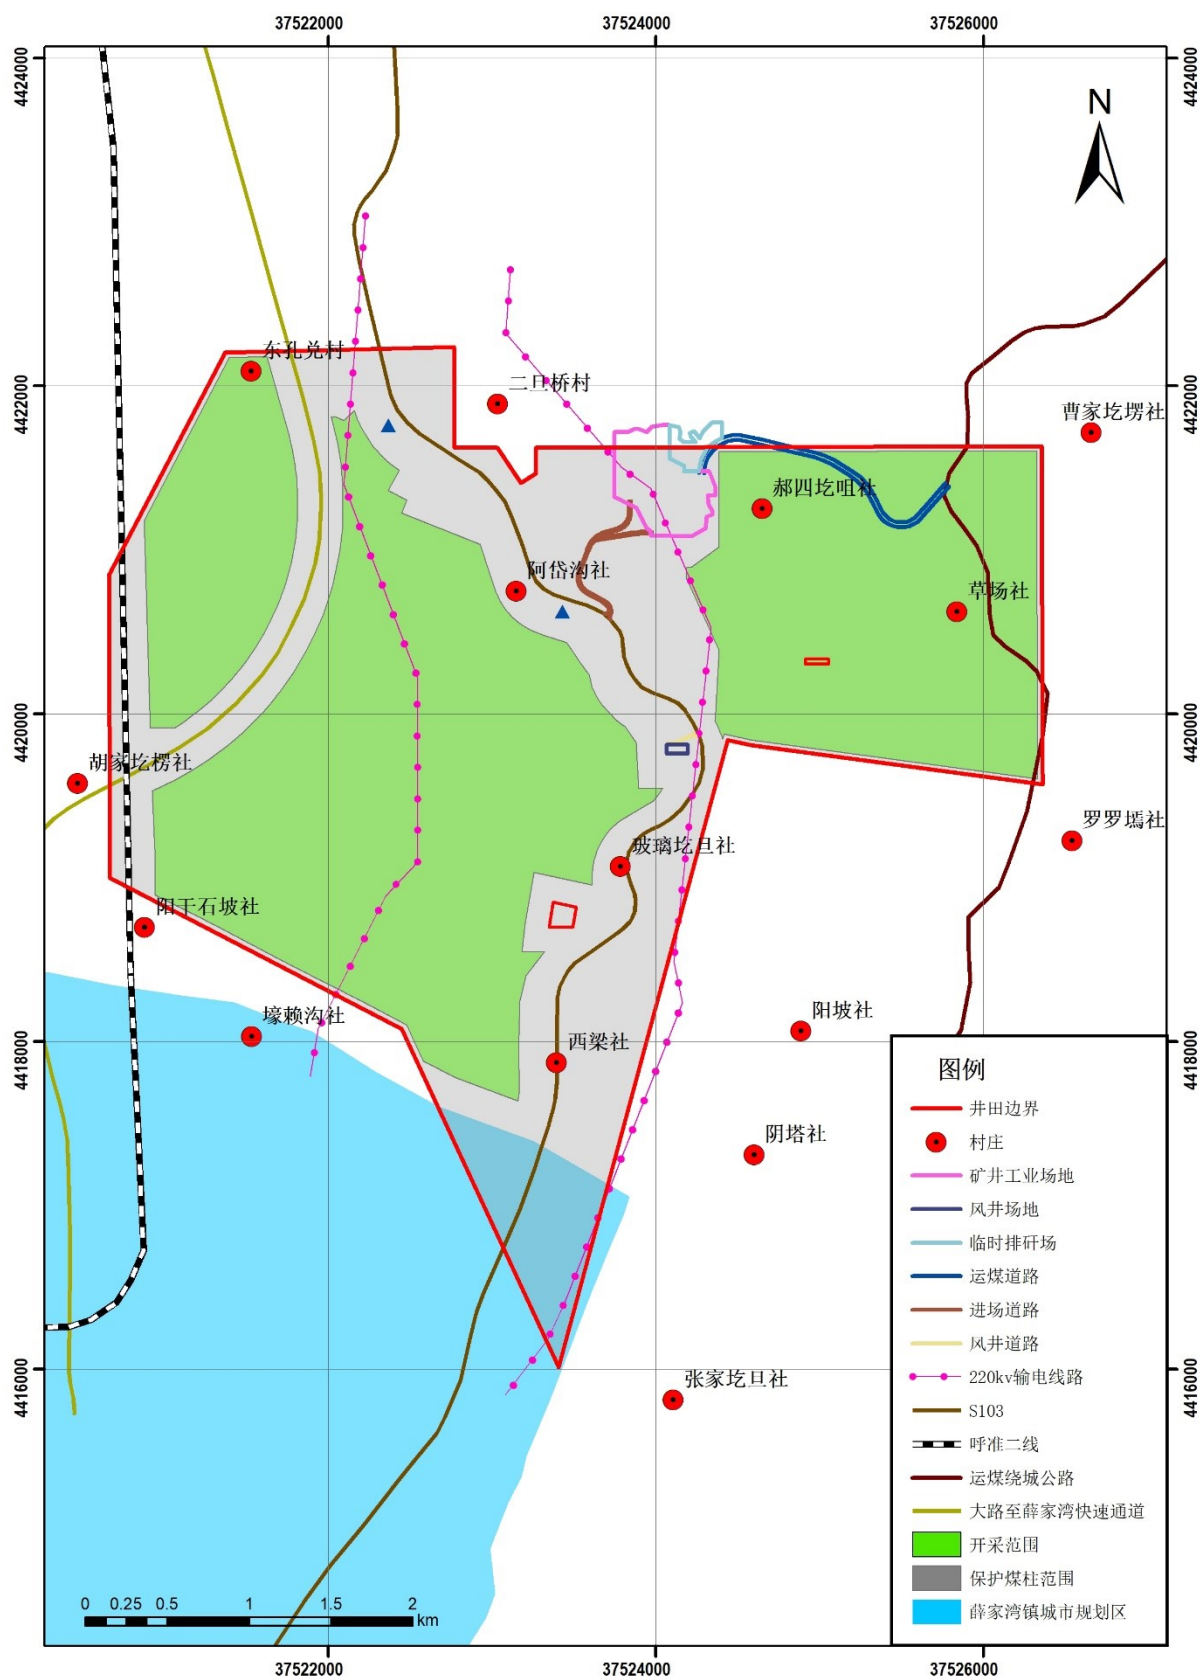 37522000 37524000 37526000
4424000 4424000
N
东孔兑村
二旦桥村
4422000 4422000
曹家圪塄社
郝四圪咀社
阿岱沟社
草场社
4420000 4420000
胡家圪楞社
罗罗墕社
玻璃圪旦社
阳干石坡社
壕赖沟社
阳坡社
4418000 4418000
西梁社
阴塔社
4416000 4416000
张家圪旦社
图例
井田边界
村庄
矿井工业场地
风井场地
临时排矸场
运煤道路
进场道路
风井道路
220kv输电线路
S103
呼准二线
运煤绕城公路
大路至薛家湾快速通道
开采范围
保护煤柱范围
薛家湾镇城市规划区
0 0.25 0.5 1 1.5 2
km
37522000 37524000 37526000